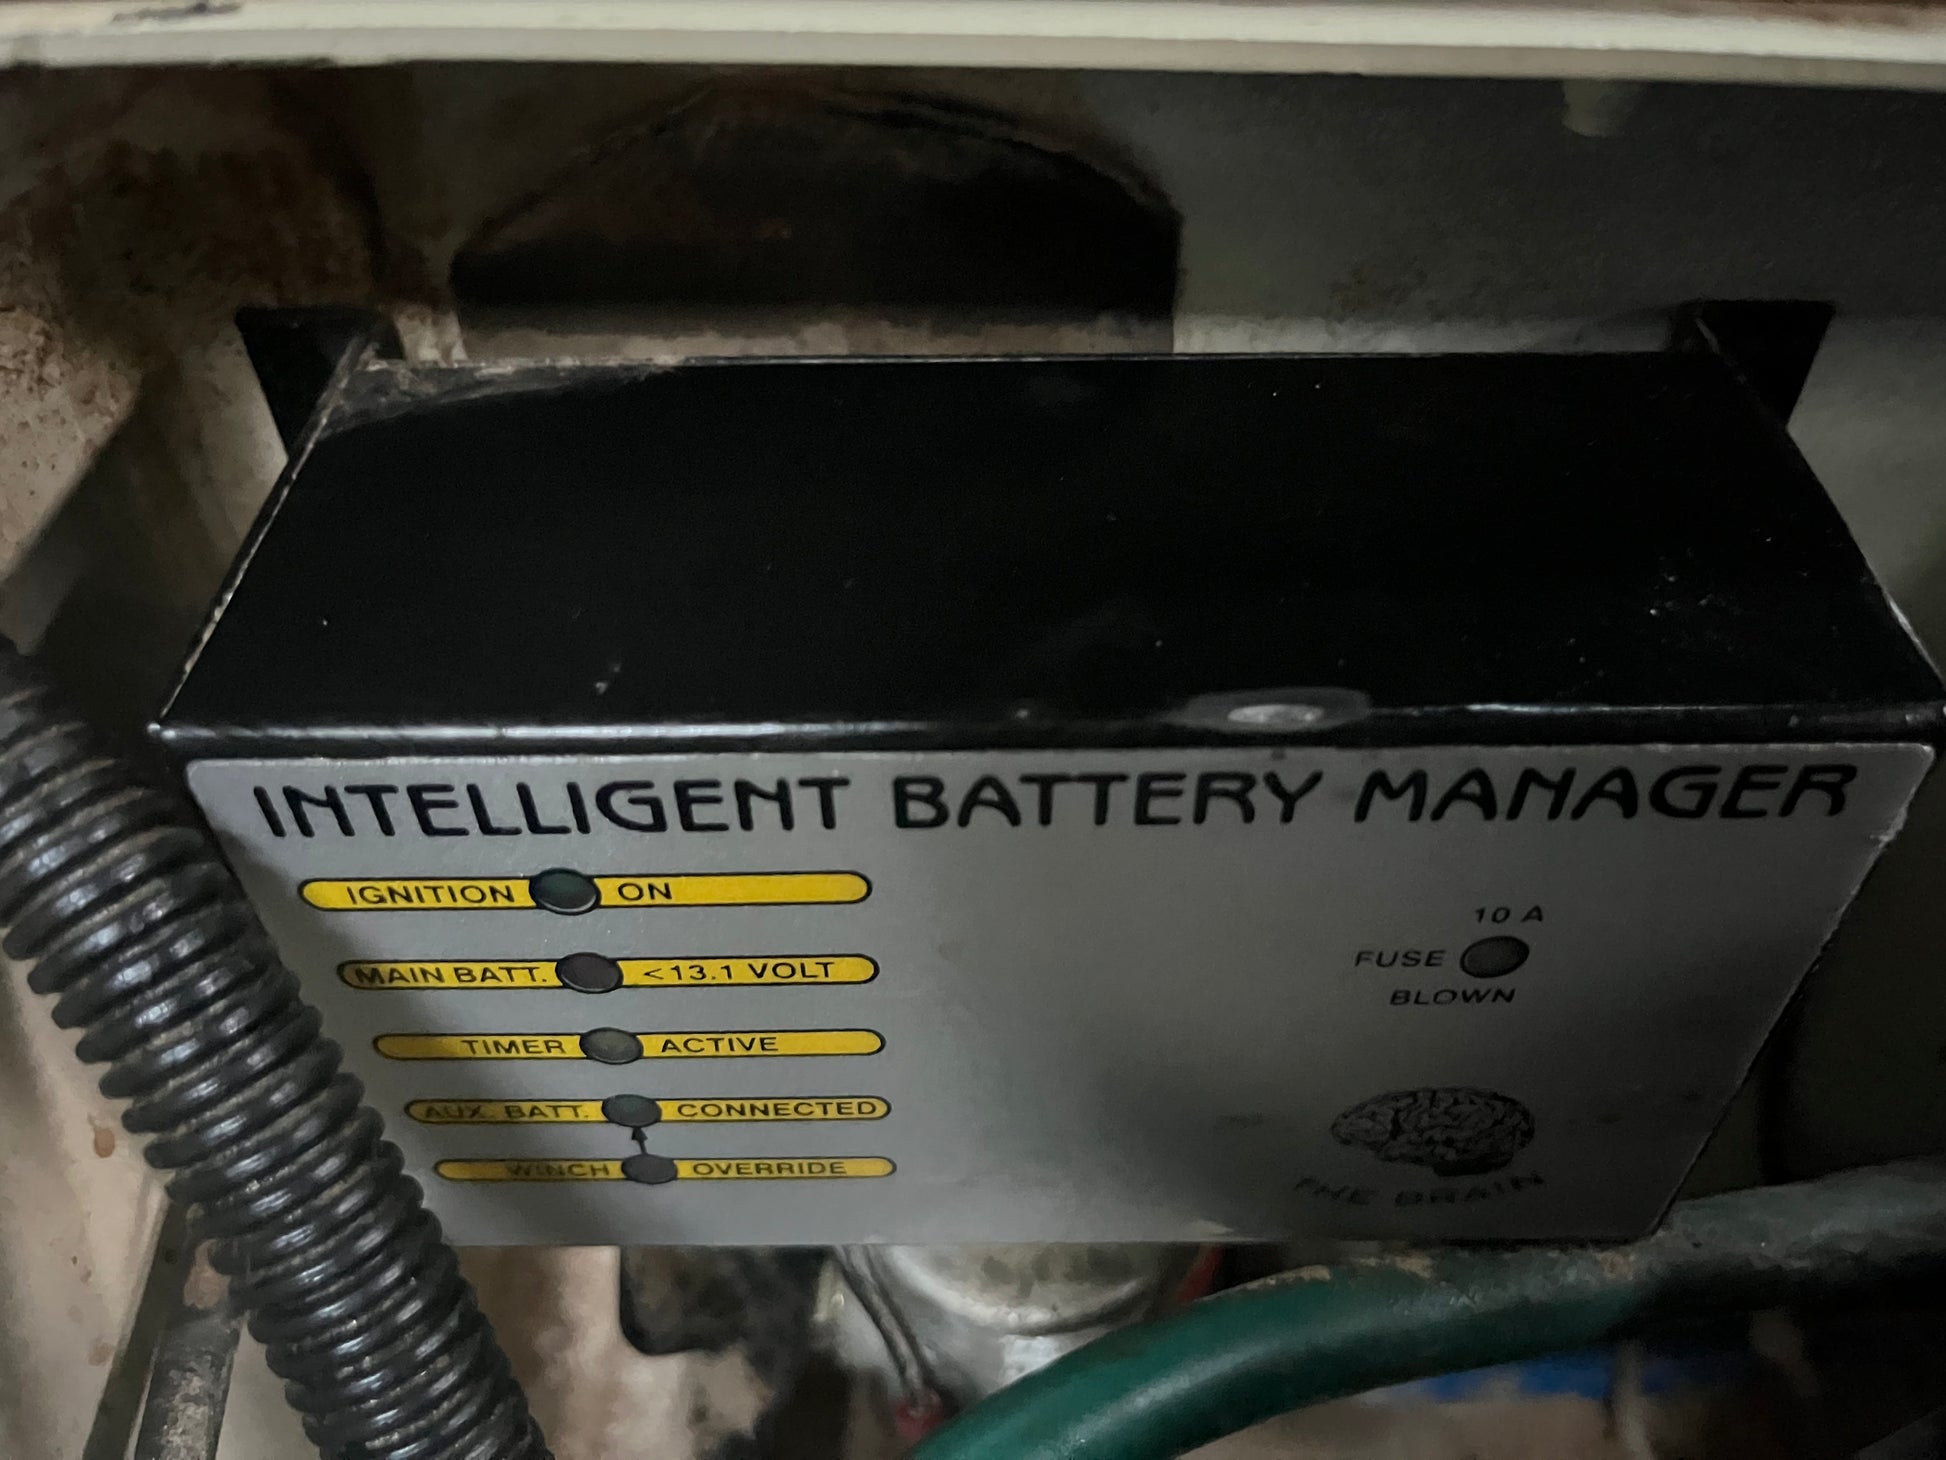 INTELLIGENT BATTERY MANAGER
IGNITION ON
MAIN BATT. <13.1 VOLT
TIMER ACTIVE
AUX. BATT. CONNECTED
WINCH OVERRIDE
10 A
FUSE
BLOWN
THE BRAIN